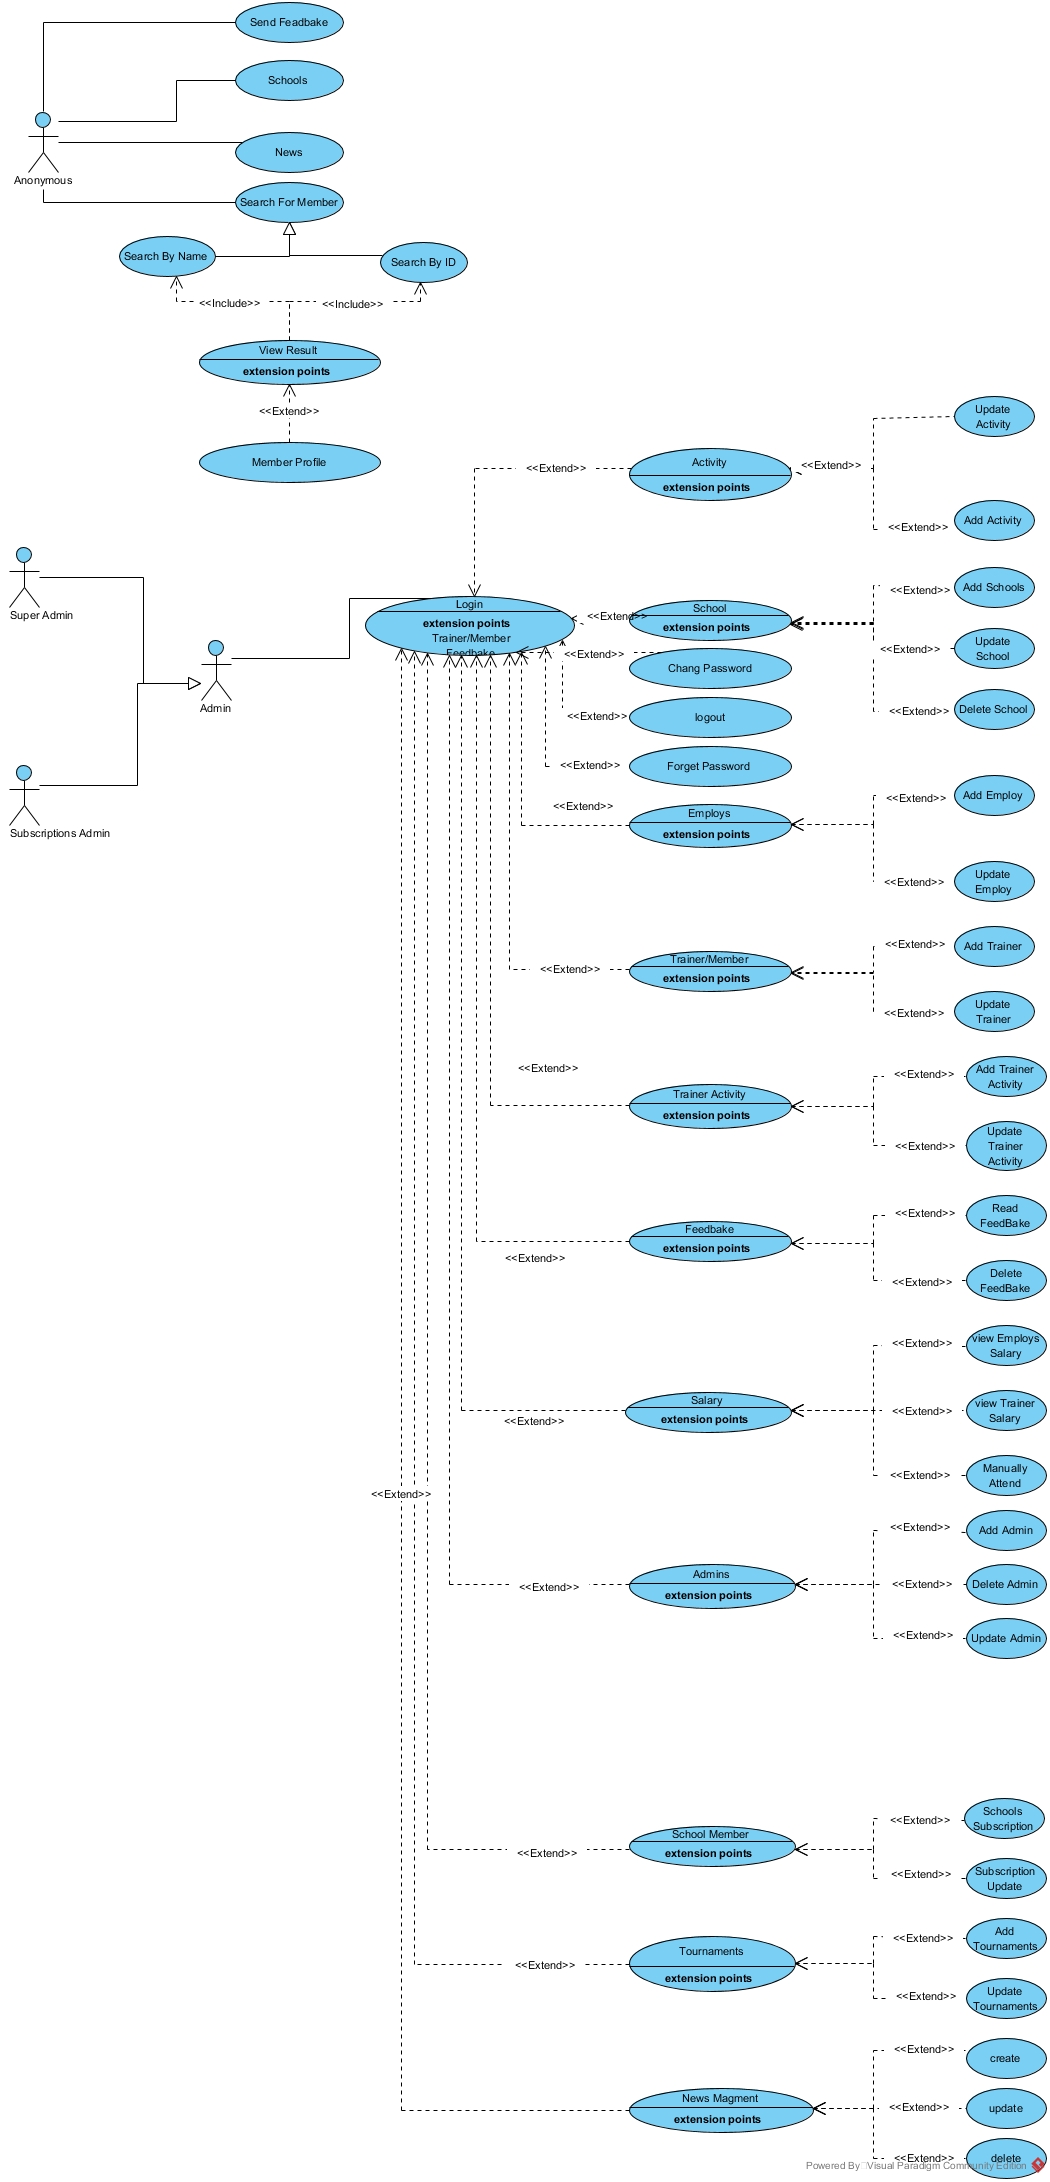 Send Feadbake
Schools
News
Anonymous
Search For Member
Search By Name
Search By ID
<<Include>>
<<Include>>
View Result
extension points
<<Extend>>
Member Profile
Update
Activity
Activity
extension points
<<Extend>>
<<Extend>>
Add Activity
<<Extend>>
Super Admin
Admin
Subscriptions Admin
Login
extension points
Trainer/Member
Feedbake
<<Extend>>
School
extension points
<<Extend>>
Add Schools
<<Extend>>
Update
School
<<Extend>>
Delete School
<<Extend>>
Chang Password
<<Extend>>
logout
<<Extend>>
Forget Password
<<Extend>>
Employs
extension points
<<Extend>>
Add Employ
<<Extend>>
Update
Employ
<<Extend>>
Trainer/Member
extension points
<<Extend>>
Add Trainer
<<Extend>>
Update
Trainer
<<Extend>>
Trainer Activity
extension points
<<Extend>>
Add Trainer
Activity
<<Extend>>
Update
Trainer
Activity
<<Extend>>
Feedbake
extension points
<<Extend>>
Read
FeedBake
<<Extend>>
Delete
FeedBake
<<Extend>>
Salary
extension points
<<Extend>>
view Employs
Salary
<<Extend>>
view Trainer
Salary
<<Extend>>
Manually
Attend
<<Extend>>
Admins
extension points
<<Extend>>
Add Admin
<<Extend>>
Delete Admin
<<Extend>>
Update Admin
<<Extend>>
School Member
extension points
<<Extend>>
Schools
Subscription
<<Extend>>
Subscription
Update
<<Extend>>
Tournaments
extension points
<<Extend>>
Add
Tournaments
<<Extend>>
Update
Tournaments
<<Extend>>
News Magment
extension points
<<Extend>>
create
<<Extend>>
update
<<Extend>>
delete
Powered By Visual Paradigm Community Edition